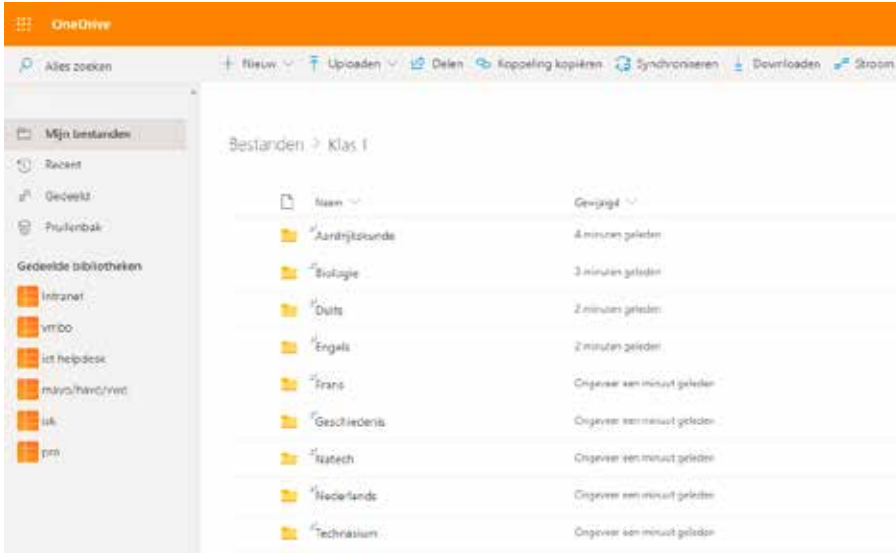 OneDrive
Alles zoeken
+ Nieuw Uploaden Delen Koppeling kopiëren Synchroniseren Downloaden Stroom
Mijn bestanden
Recent
Gedeeld
Prullenbak
Gedeelde bibliotheken
Intranet
vmbo
ict helpdesk
mavo/havo/vwo
isk
pro
Bestanden > Klas 1
Naam Gewijzigd
Aardrijkskunde 4 minuten geleden
Biologie 3 minuten geleden
Duits 2 minuten geleden
Engels 2 minuten geleden
Frans Ongeveer een minuut geleden
Geschiedenis Ongeveer een minuut geleden
Natech Ongeveer een minuut geleden
Nederlands Ongeveer een minuut geleden
Technasium Ongeveer een minuut geleden